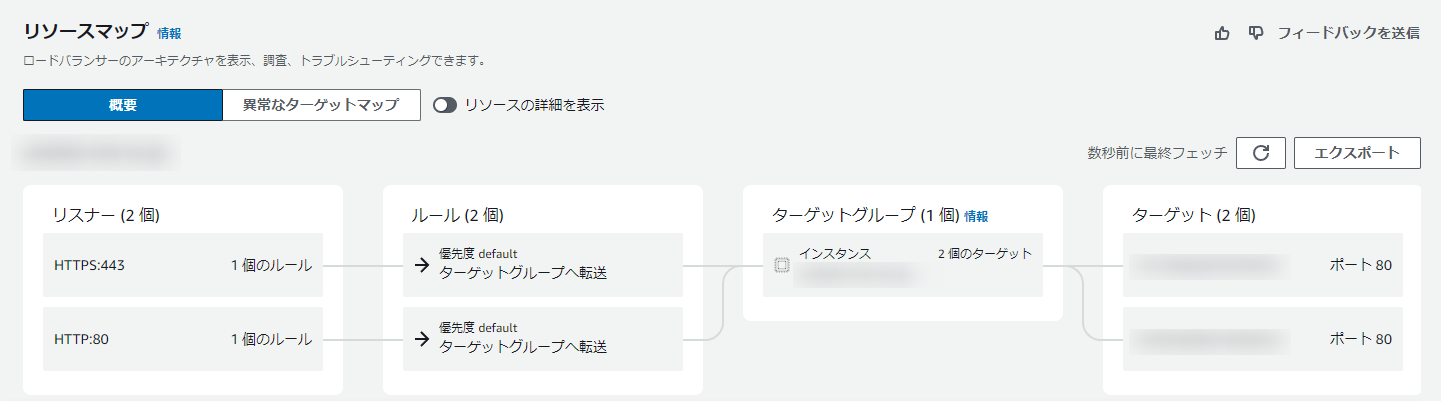 リソースマップ 情報
フィードバックを送信
ロードバランサーのアーキテクチャを表示、調査、トラブルシューティングできます。
概要
異常なターゲットマップ
リソースの詳細を表示
数秒前に最終フェッチ
エクスポート
リスナー (2 個)
HTTPS:443 1 個のルール
HTTP:80 1 個のルール
ルール (2 個)
優先度 default
ターゲットグループへ転送
優先度 default
ターゲットグループへ転送
ターゲットグループ (1 個) 情報
インスタンス 2 個のターゲット
ターゲット (2 個)
ポート 80
ポート 80